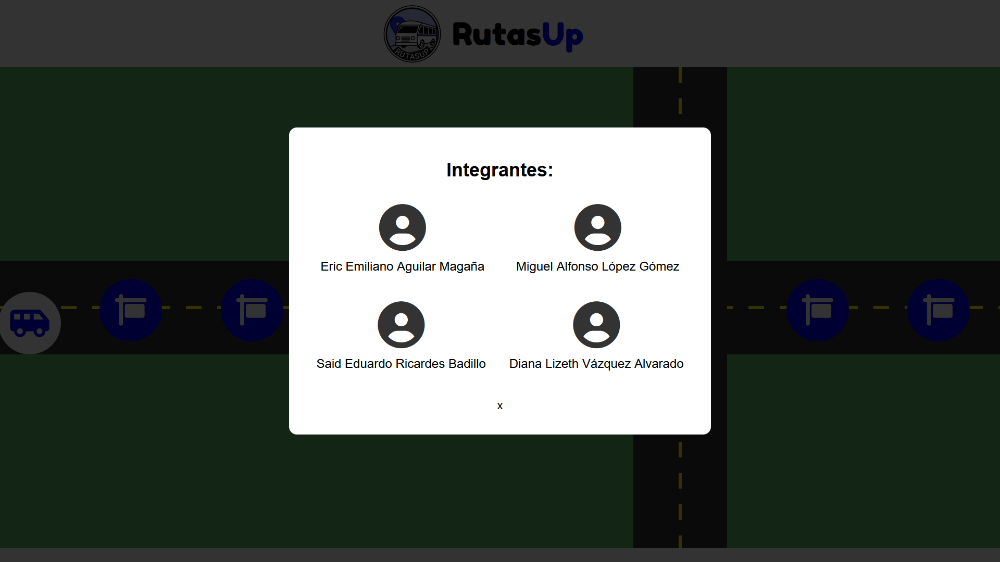 RUTASUP
RutasUp
Integrantes:
Eric Emiliano Aguilar Magaña
Miguel Alfonso López Gómez
Said Eduardo Ricardes Badillo
Diana Lizeth Vázquez Alvarado
x